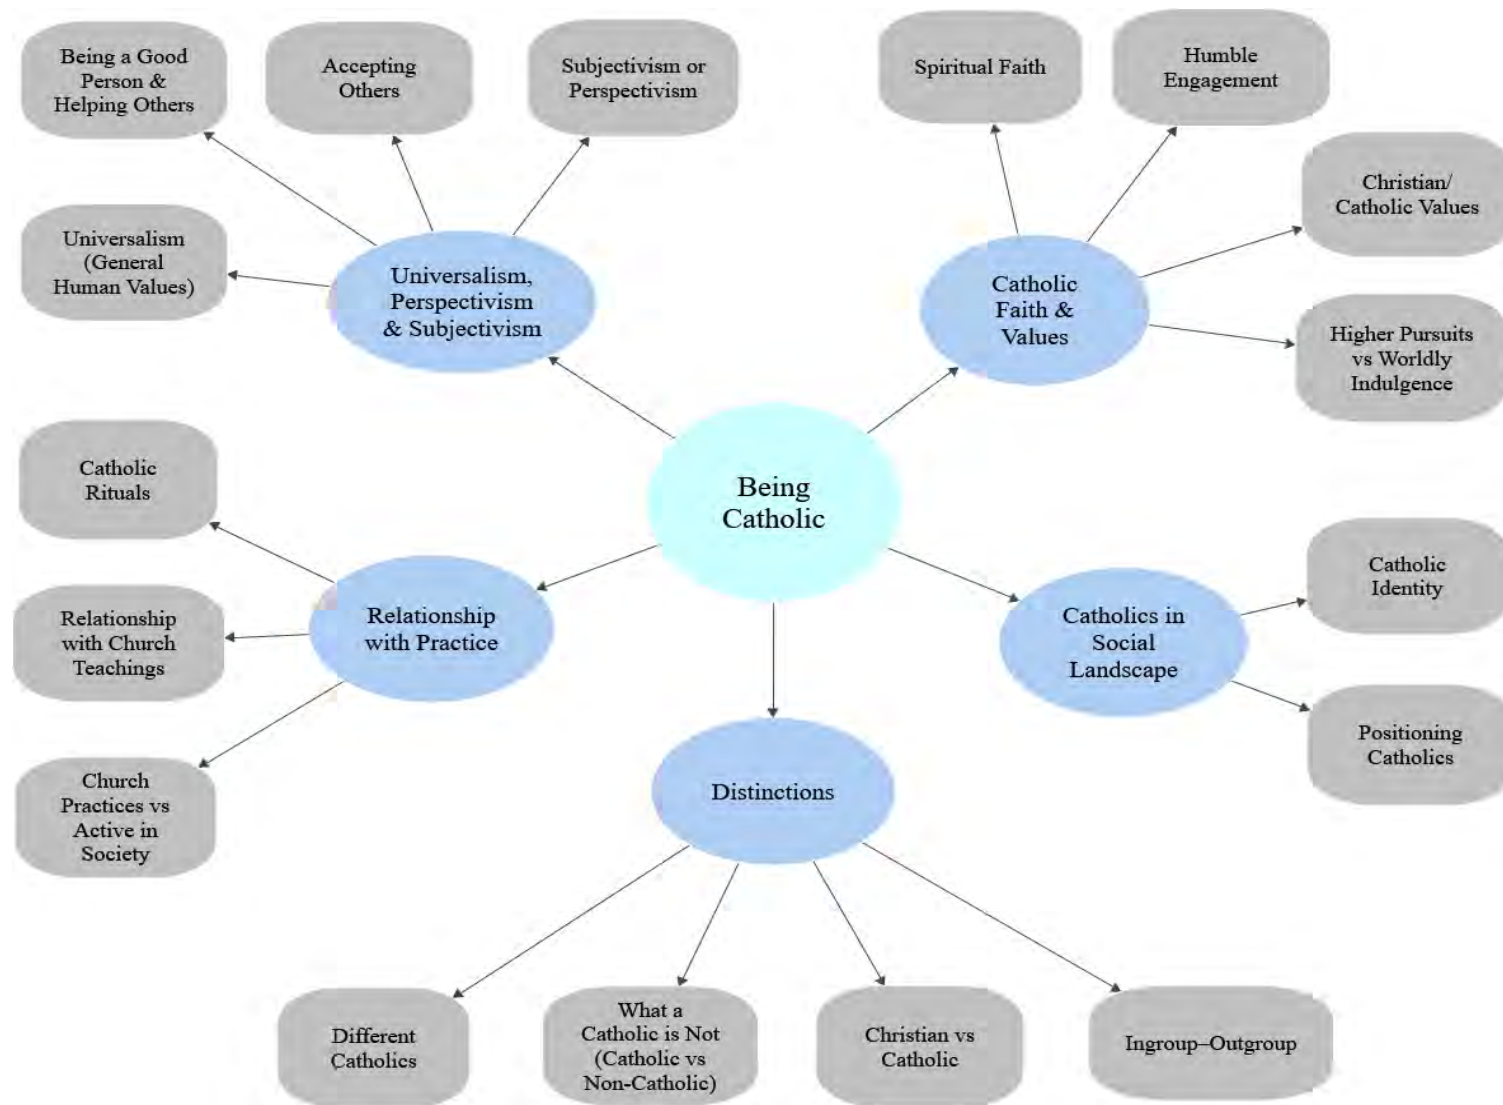 Being a Good
Person &
Helping Others
Accepting
Others
Subjectivism or
Perspectivism
Spiritual Faith
Humble
Engagement
Christian/
Catholic Values
Universalism
(General
Human Values)
Universalism,
Perspectivism
& Subjectivism
Catholic
Faith &
Values
Higher Pursuits
vs Worldly
Indulgence
Catholic
Rituals
Being
Catholic
Catholic
Identity
Relationship
with Church
Teachings
Relationship
with Practice
Catholics in
Social
Landscape
Positioning
Catholics
Church
Practices vs
Active in
Society
Distinctions
Different
Catholics
What a
Catholic is Not
(Catholic vs
Non-Catholic)
Christian vs
Catholic
Ingroup–Outgroup